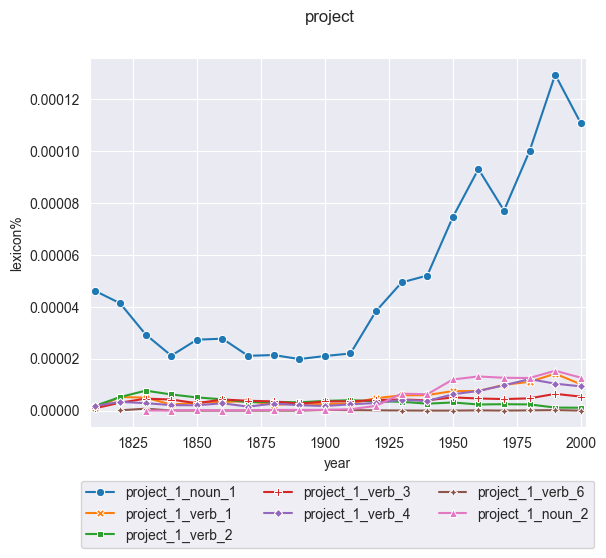 project
0.00012
0.00010
0.00008
0.00006
0.00004
0.00002
0.00000
lexicon%
1825 1850 1875 1900 1925 1950 1975 2000
year
project_1_noun_1 project_1_verb_3 project_1_verb_6
project_1_verb_1 project_1_verb_4 project_1_noun_2
project_1_verb_2